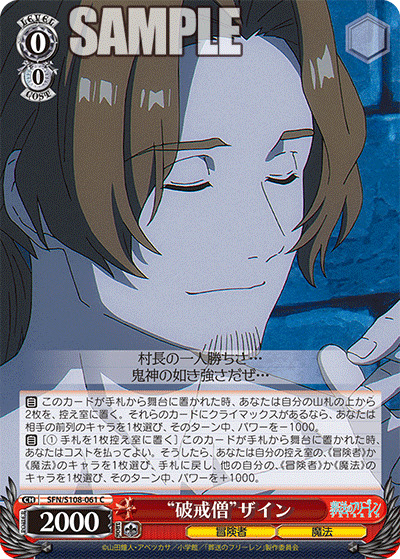 SAMPLE
LEVEL
0
0
COST
村長の一人勝ちさ…
鬼神の如き強さだぜ…
自 このカードが手札から舞台に置かれた時、あなたは自分の山札の上から
2枚を、控え室に置く。それらのカードにクライマックスがあるなら、あなたは
相手の前列のキャラを1枚選び、そのターン中、パワーを-1000。
自 [① 手札を1枚控え室に置く] このカードが手札から舞台に置かれた時、
あなたはコストを払ってよい。そうしたら、あなたは自分の控え室の、《冒険者》か
《魔法》のキャラを1枚選び、手札に戻し、他の自分の、《冒険者》か《魔法》の
キャラを1枚選び、そのターン中、パワーを+1000。
CH SFN/S108-061 C
2000
“破戒僧”ザイン
冒険者
魔法
葬送のフリーレン
©山田鐘人・アベツカサ／小学館／「葬送のフリーレン」製作委員会